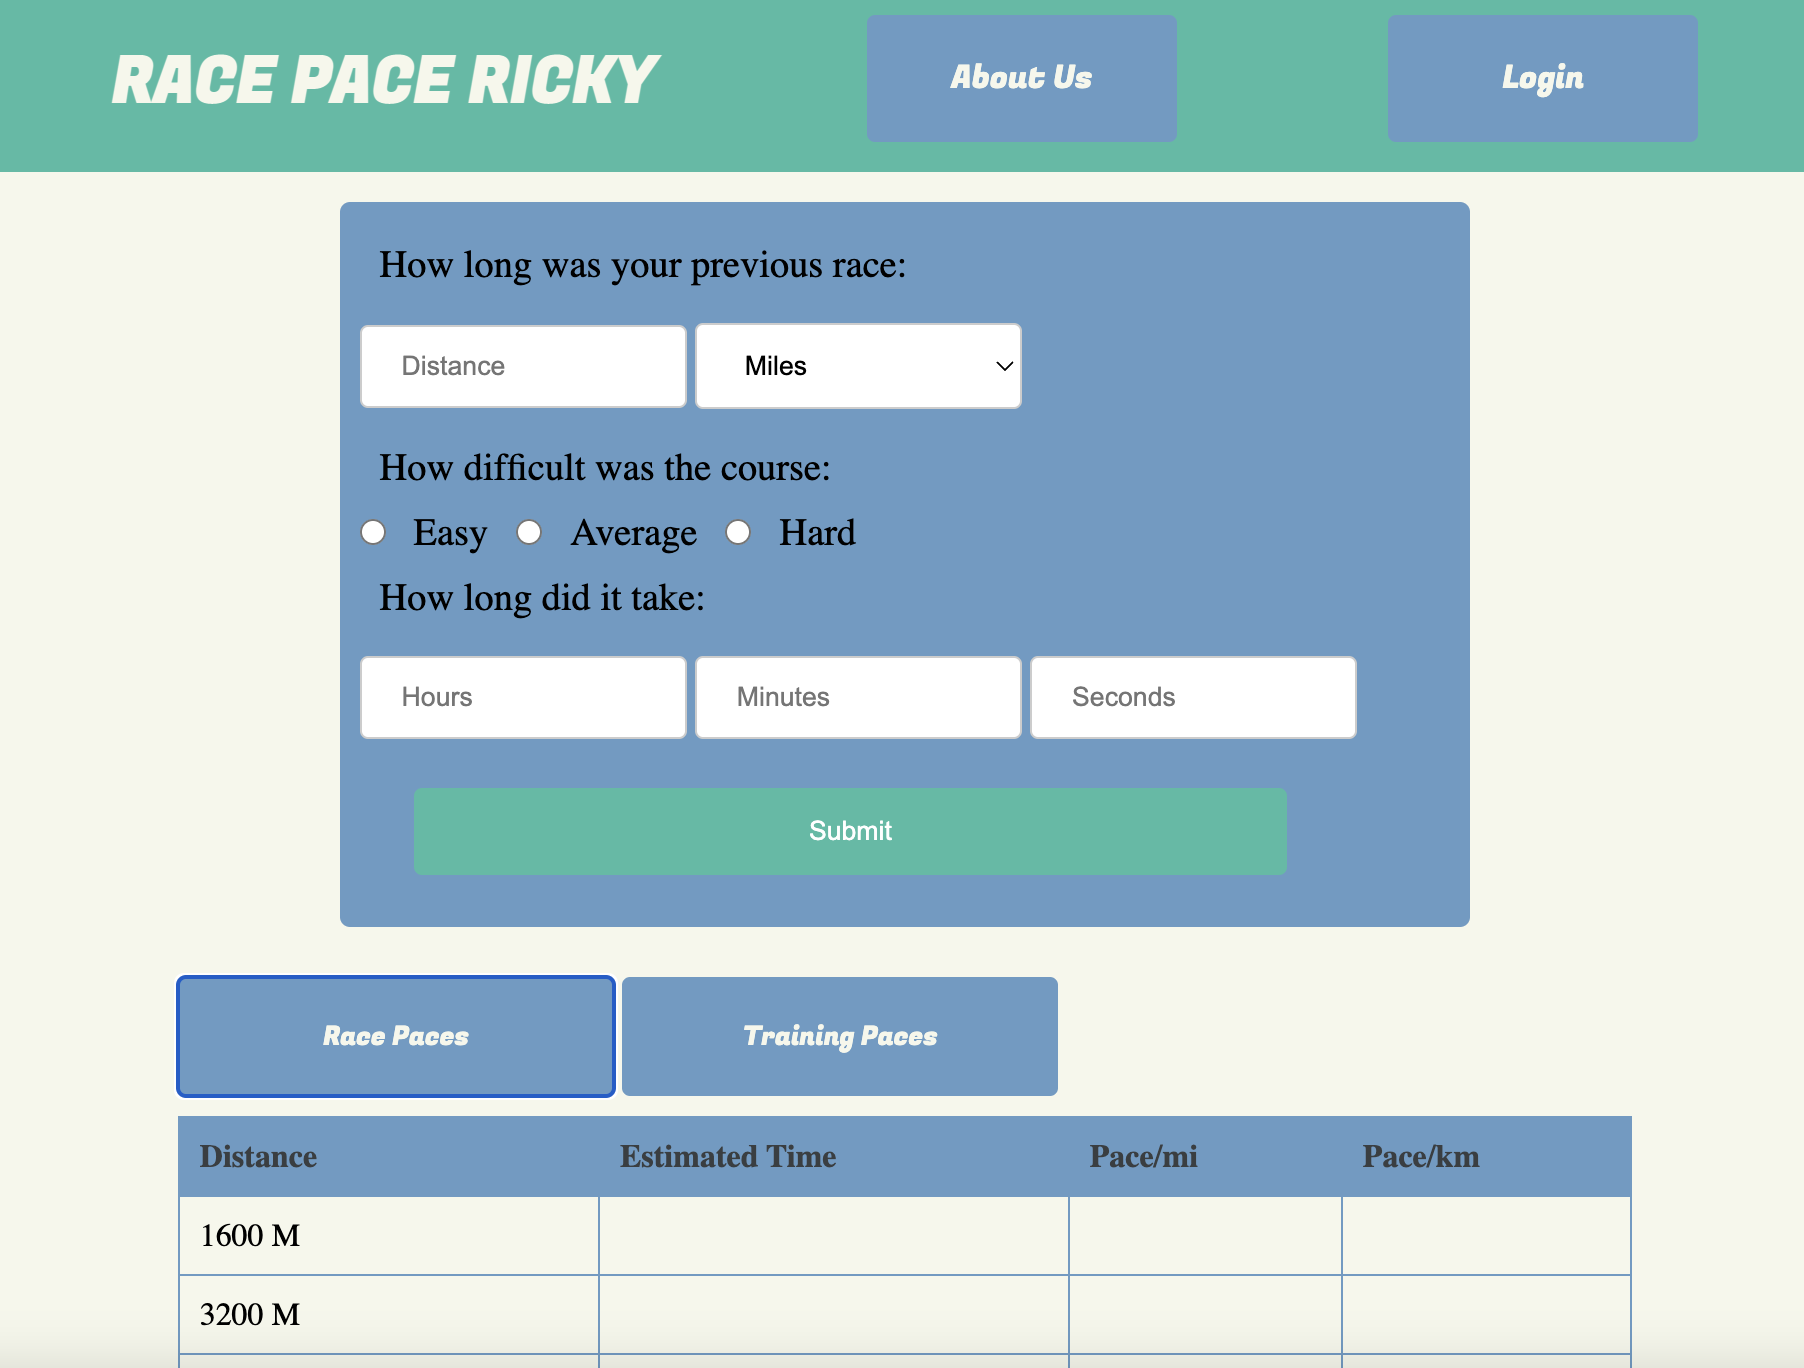 RACE PACE RICKY About Us Login
How long was your previous race:
Distance Miles
How difficult was the course:
Easy Average Hard
How long did it take:
Hours Minutes Seconds
Submit
Race Paces Training Paces
Distance Estimated Time Pace/mi Pace/km
1600 M
3200 M